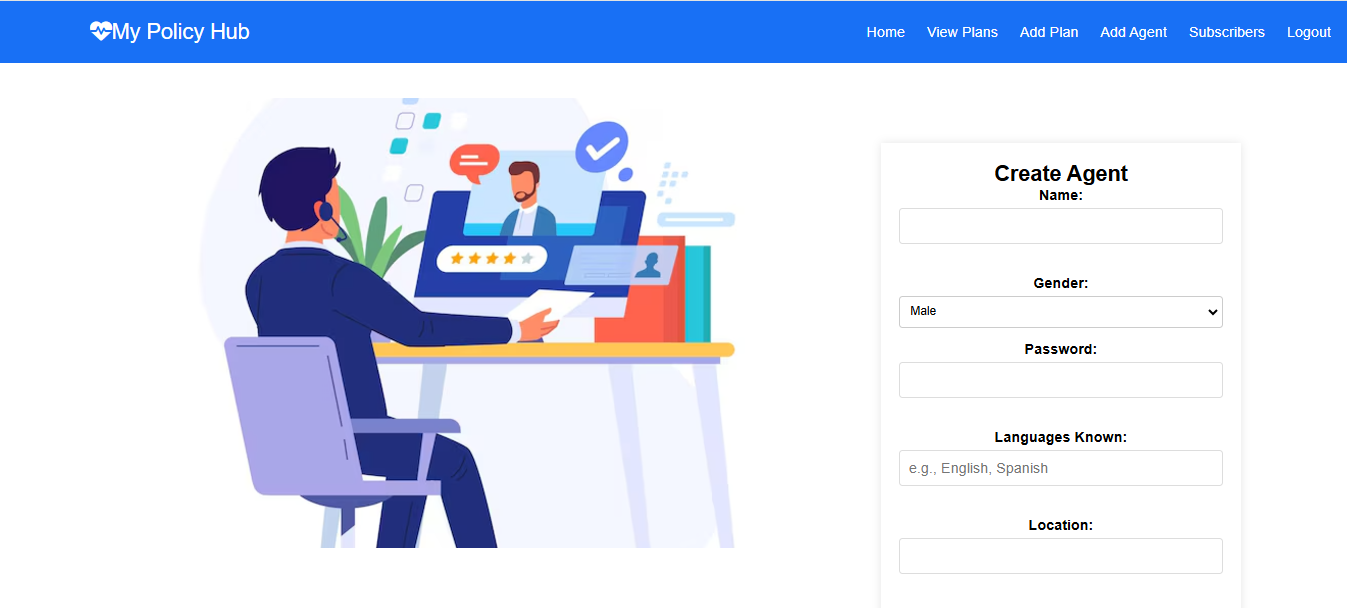 My Policy Hub
Home View Plans Add Plan Add Agent Subscribers Logout
Create Agent
Name:
Gender:
Male
Password:
Languages Known:
e.g., English, Spanish
Location: